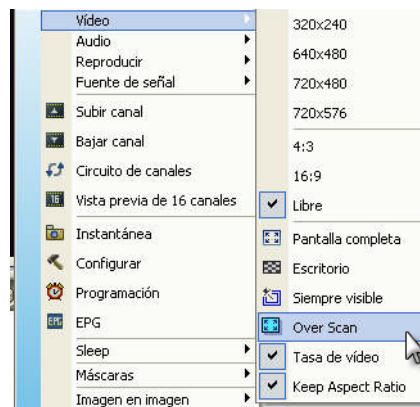 Vídeo
Audio
Reproducir
Fuente de señal
Subir canal
Bajar canal
Circuito de canales
16
Vista previa de 16 canales
Instantánea
Configurar
Programación
EPG
EPG
Sleep
Máscaras
Imagen en imagen
320x240
640x480
720x480
720x576
4:3
16:9
Libre
Pantalla completa
Escritorio
Siempre visible
Over Scan
Tasa de vídeo
Keep Aspect Ratio